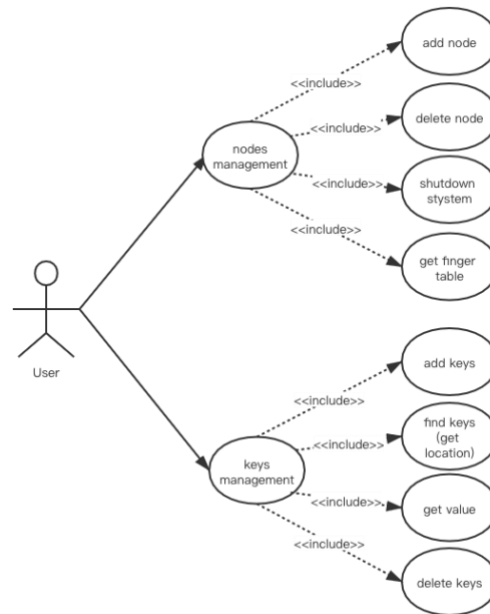 add node
<<include>>
delete node
<<include>>
nodes
management
shutdown
stystem
<<include>>
<<include>>
get finger
table
User
add keys
<<include>>
find keys
(get
location)
<<include>>
keys
management
get value
<<include>>
<<include>>
delete keys